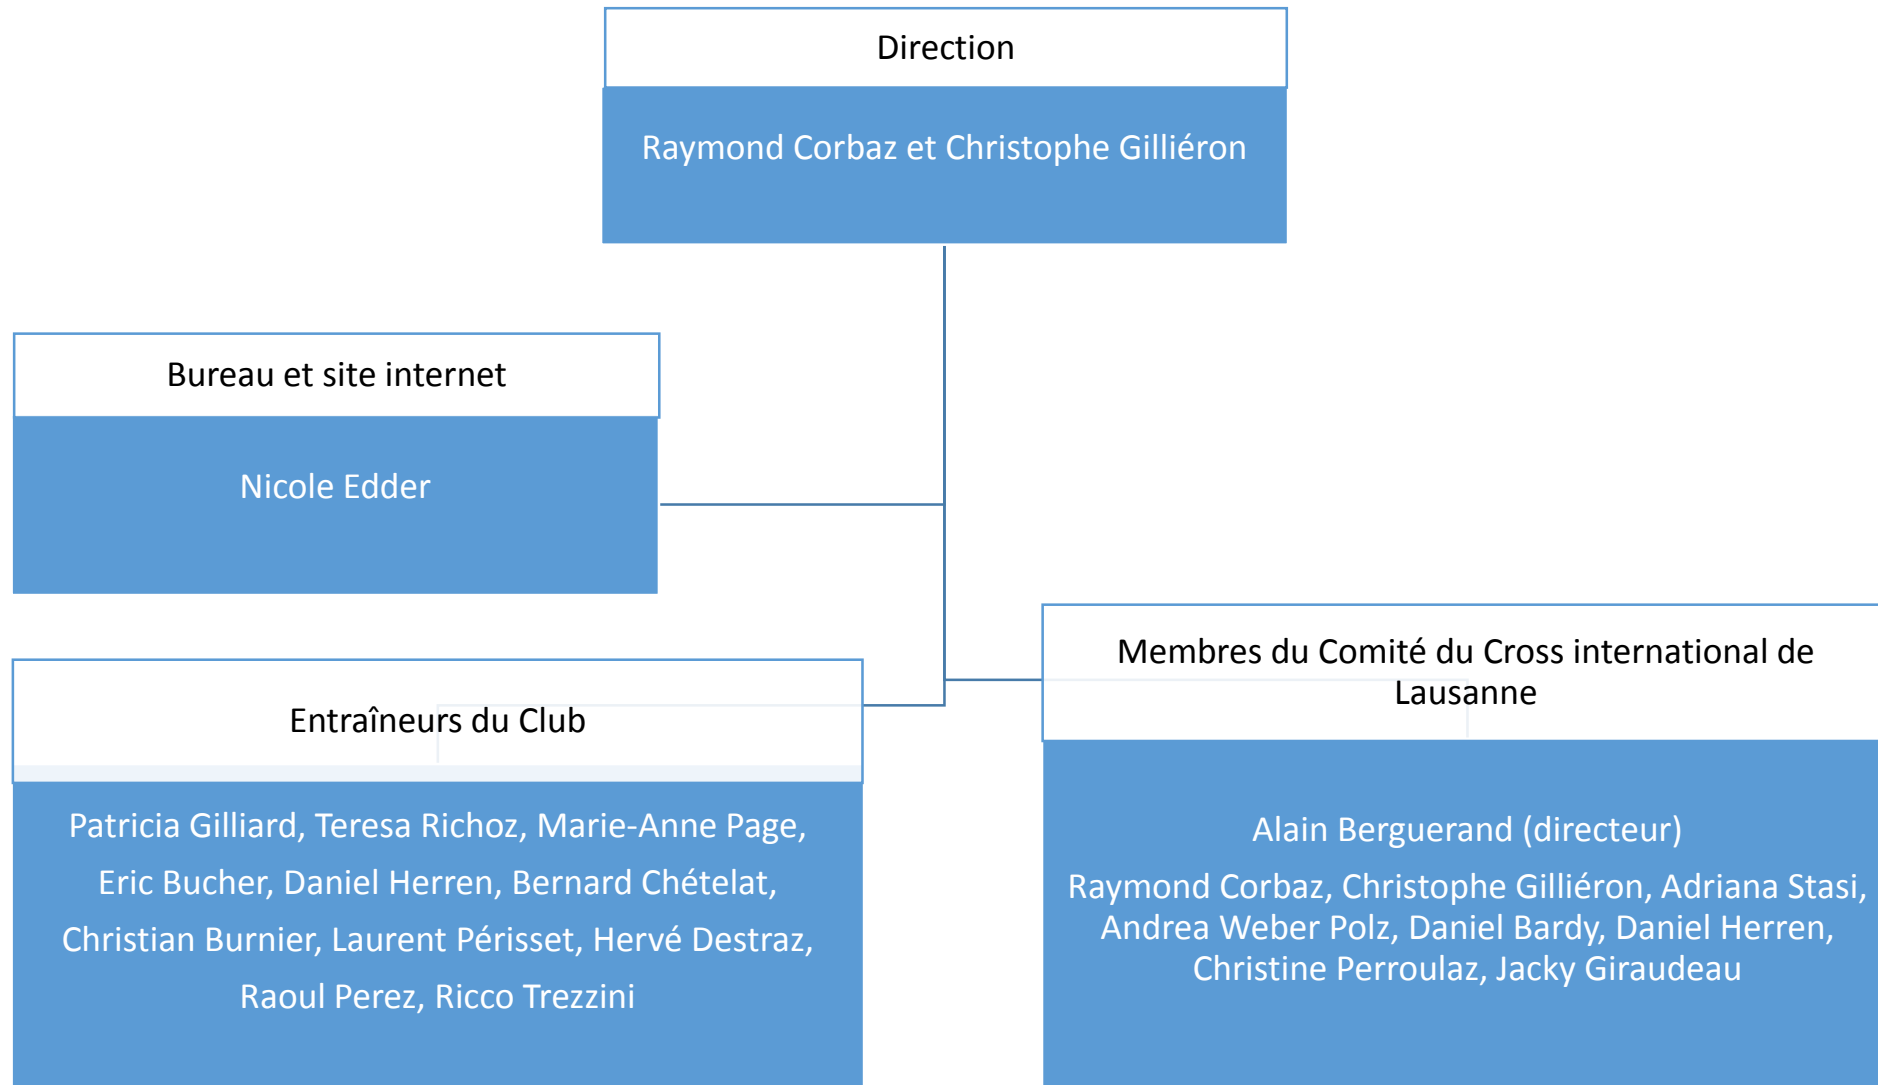 Direction
Raymond Corbaz et Christophe Gilliéron
Bureau et site internet
Nicole Edder
Entraîneurs du Club
Patricia Gilliard, Teresa Richoz, Marie-Anne Page,
Eric Bucher, Daniel Herren, Bernard Chételat,
Christian Burnier, Laurent Périsset, Hervé Destraz,
Raoul Perez, Ricco Trezzini
Membres du Comité du Cross international de
Lausanne
Alain Berguerand (directeur)
Raymond Corbaz, Christophe Gilliéron, Adriana Stasi,
Andrea Weber Polz, Daniel Bardy, Daniel Herren,
Christine Perroulaz, Jacky Giraudeau